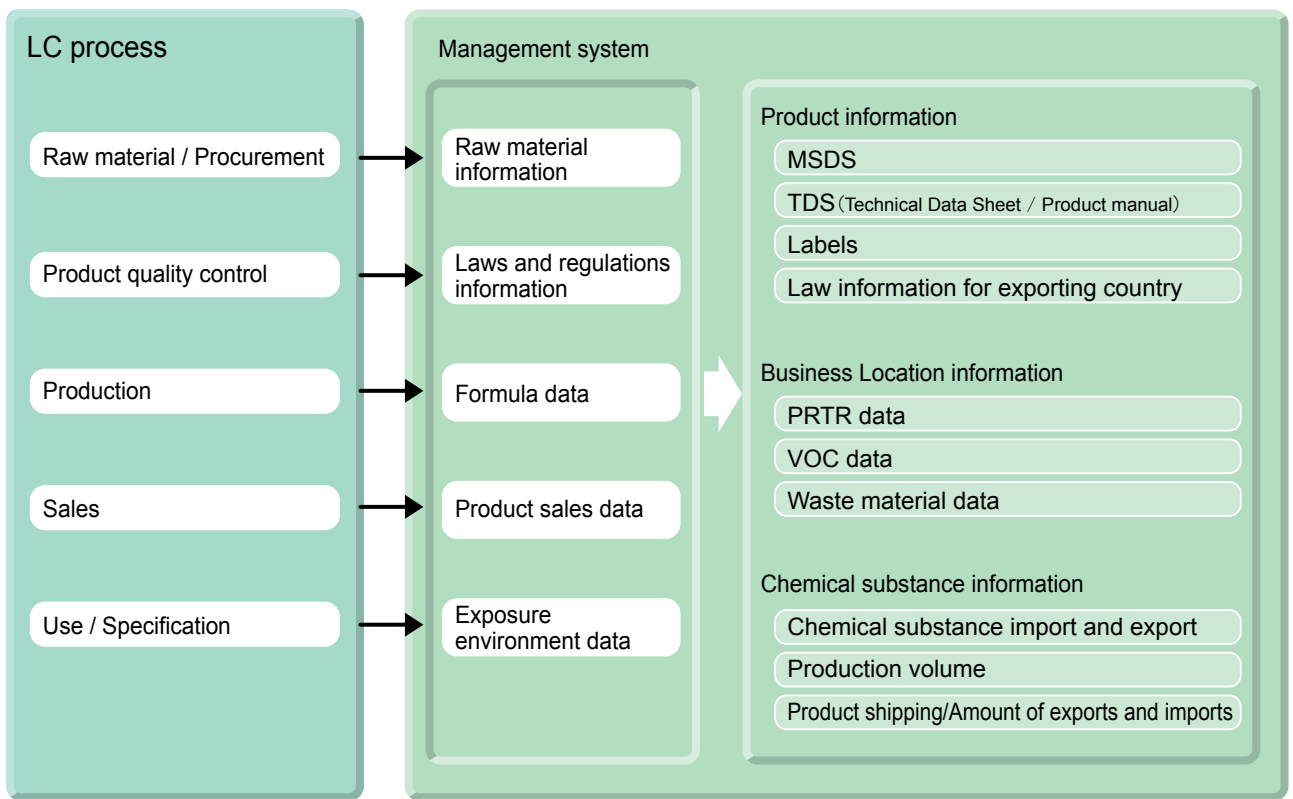 LC process
Raw material / Procurement
Product quality control
Production
Sales
Use / Specification
Management system
Raw material
information
Laws and regulations
information
Formula data
Product sales data
Exposure
environment data
Product information
MSDS
TDS（Technical Data Sheet / Product manual）
Labels
Law information for exporting country
Business Location information
PRTR data
VOC data
Waste material data
Chemical substance information
Chemical substance import and export
Production volume
Product shipping/Amount of exports and imports